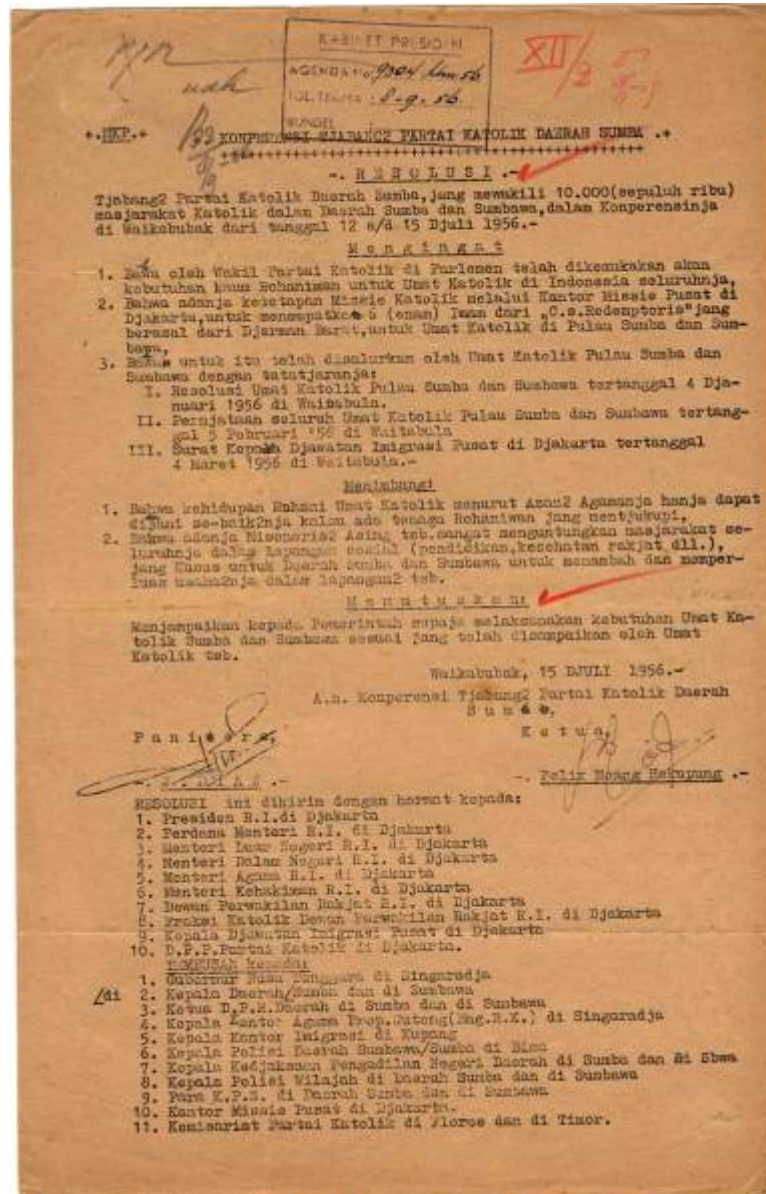 KABINET PRESIDEN
AGENDA No. 9004/ 56
TGL. TERIMA : 8-9-56
BUNDEL
XII/2
udh
+.HKP.+
KONPERENSI TJABANG2 PARTAI KATOLIK DAERAH SUMBA .+
-. R E S O L U S I .-
Tjabang2 Partai Katolik Daerah Sumba,jang mewakili 10.000(sepuluh ribu)
masjarakat Katolik dalam Daerah Sumba dan Sumbawa,dalam Konperensinja
di Waikabubak dari tanggal 12 s/d 15 Djuli 1956.-
M e n g i n g a t
1. Bawa oleh Wakil Partai Katolik di Parlemen telah dikemukakan akan
kebutuhan kaum Rohaniman untuk Umat Katolik di Indonesia seluruhnja,
2. Bahwa adanja ketetapan Missie Katolik melalui Kantor Missie Pusat di
Djakarta,untuk menempatkan 6 (enam) Imam dari „C.s.Redemptoris"jang
berasal dari Djerman Barat,untuk Umat Katolik di Pulau Sumba dan Sum-
bawa,
3. untuk itu telah disalurkan oleh Umat Katolik Pulau Sumba dan
Sumbawa dengan tatatjaranja:
I. Resolusi Umat Katolik Pulau Sumba dan Sumbawa tertanggal 4 Dja-
nuari 1956 di Waitabula.
II. Pernjataan seluruh Umat Katolik Pulau Sumba dan Sumbawa tertang-
gal 5 Pebruari '56 di Waitabula
III. Surat Kepada Djawatan Imigrasi Pusat di Djakarta tertanggal
4 Maret 1956 di Waitabula.-
Menimbang:
1. Bahwa kehidupan Rohani Umat Katolik menurut Azas2 Agamanja hanja dapat
se-baik2nja kalau ada tenaga Rohaniwan jang mentjukupi,
2. Bahwa adanja Missonaris2 Asing tsb.sangat menguntungkan masjarakat se-
luruhnja dalam lapangan sosial (pendidikan,kesehatan rakjat dll.),
jang Kusus untuk Daerah Sumba dan Sumbawa untuk menambah dan memper-
luas usaha2nja dalam lapangan2 tsb.
M e m u t u s k a n:
Menjampaikan kepada Pemerintah supaja melaksanakan kebutuhan Umat Ka-
tolik Sumba dan Sumbawa sesuai jang telah disampaikan oleh Umat
Katolik tsb.
Waikabubak, 15 DJULI 1956.-
A.n. Konperensi Tjabang2 Partai Katolik Daerah
S u m b a,
P a n i t e r a, K e t u a,
-. Felix .-
RESOLUSI ini dikirim dengan hormat kepada:
1. Presiden R.I.di Djakarta
2. Perdana Menteri R.I. di Djakarta
3. Menteri Luar Negeri R.I. di Djakarta
4. Menteri Dalam Negeri R.I. di Djakarta
5. Menteri Agama R.I. di Djakarta
6. Menteri Kehakiman R.I. di Djakarta
7. Dewan Perwakilan Rakjat R.I. di Djakarta
8. Fraksi Katolik Dewan Perwakilan Rakjat R.I. di Djakarta
9. Kepala Djawatan Imigrasi Pusat di Djakarta
10. D.P.P.Partai Katolik di Djakarta.
TEMBUSAN kepada:
1. Gubernur Nusa Tenggara di Singaradja
/di 2. Kepala Daerah/Sumba dan di Sumbawa
3. Ketua D.P.R.Daerah di Sumba dan di Sumbawa
4. Kepala Kantor Agama Prop. (Bag.R.K.) di Singaradja
5. Kepala Kantor Imigrasi di Kupang
6. Kepala Polisi Daerah Sumbawa/Sumba di Bima
7. Kepala Kedjaksaan Pengadilan Negeri Daerah di Sumba dan di Sbwa
8. Kepala Polisi Wilajah di Daerah Sumba dan Sumbawa
9. Para K.P.S. di Daerah Sumba dan di Sumbawa
10. Kantor Missie Pusat di Djakarta.
11. Komisariat Partai Katolik di Flores dan di Timor.